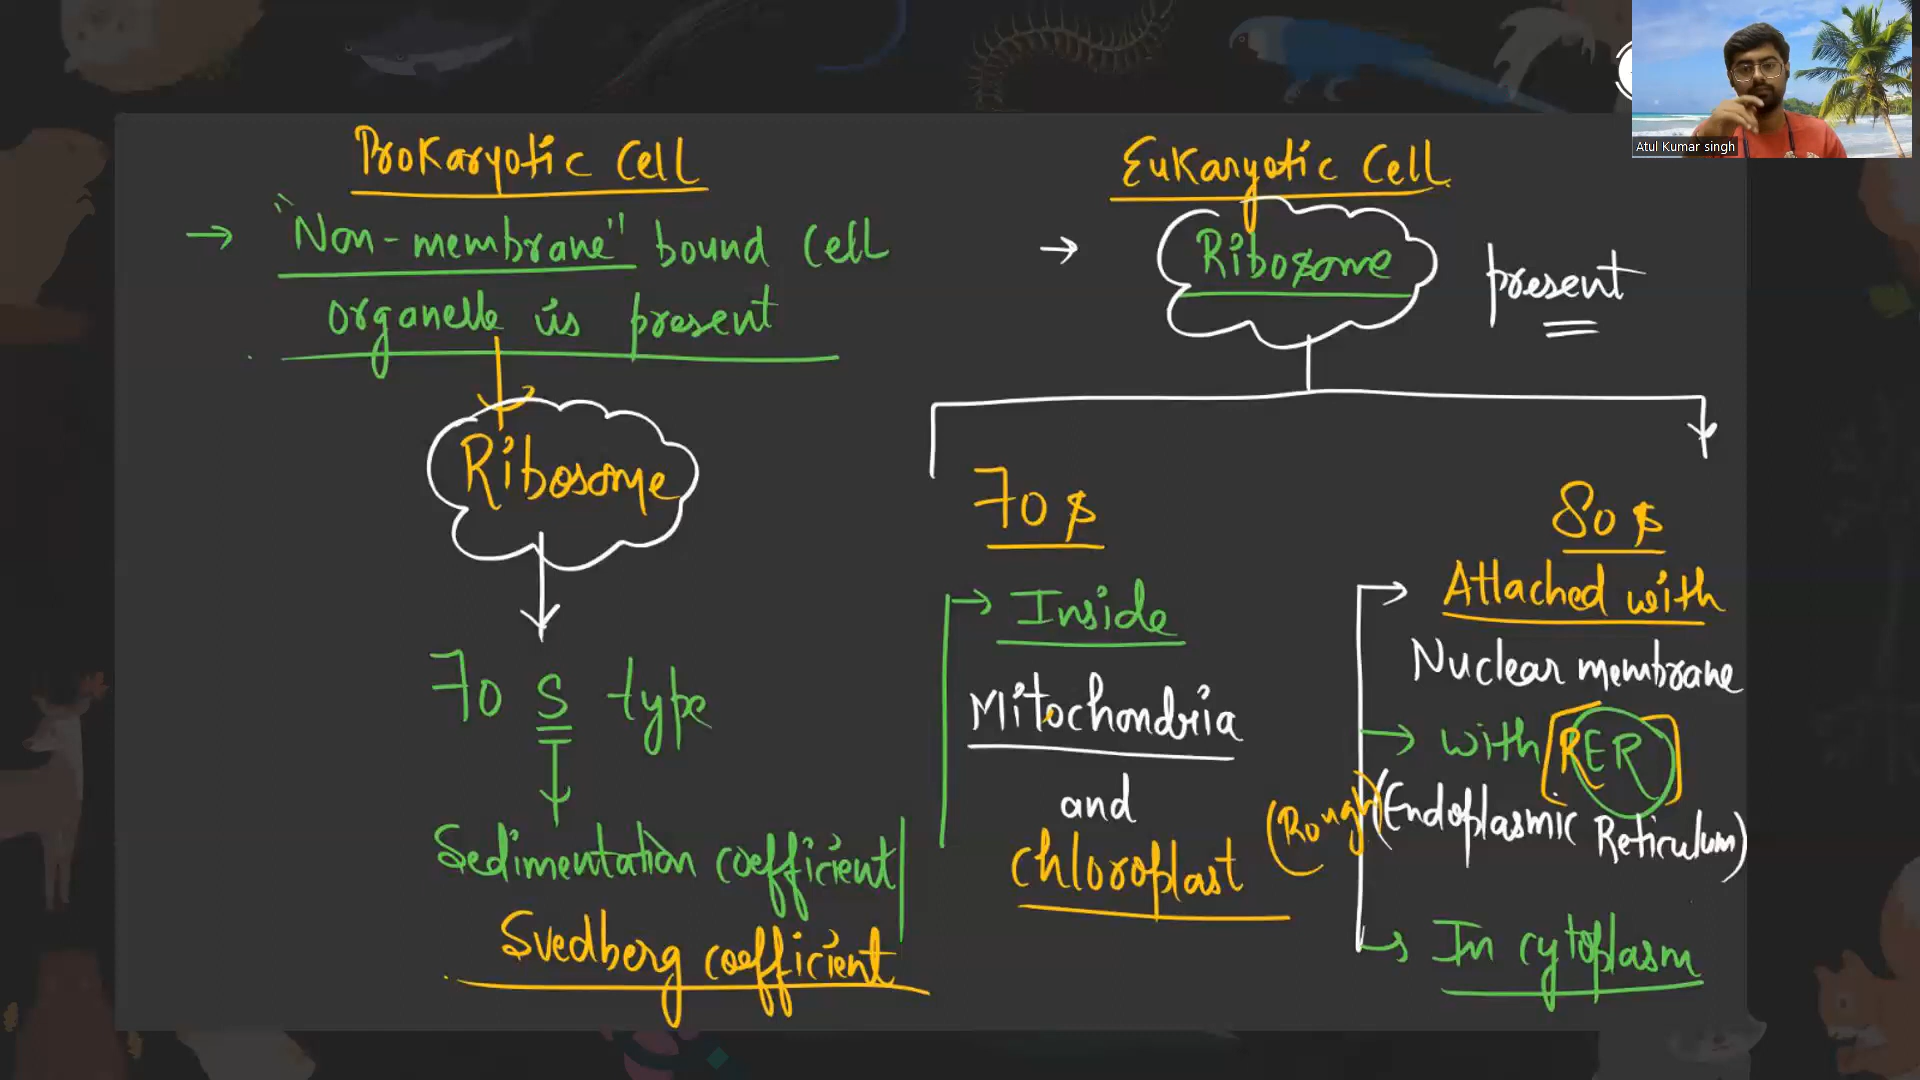 Prokaryotic Cell
→ "Non-membrane" bound Cell
organelle is present
Ribosome
70 S type
Sedimentation coefficient
Svedberg coefficient
Eukaryotic Cell
→ Ribosome present
70 s
→ Inside
Mitochondria
and
Chloroplast
80 s
→ Attached with
Nuclear membrane
→ with [RER]
(Rough) (Endoplasmic Reticulum)
→ In cytoplasm
Atul Kumar singh